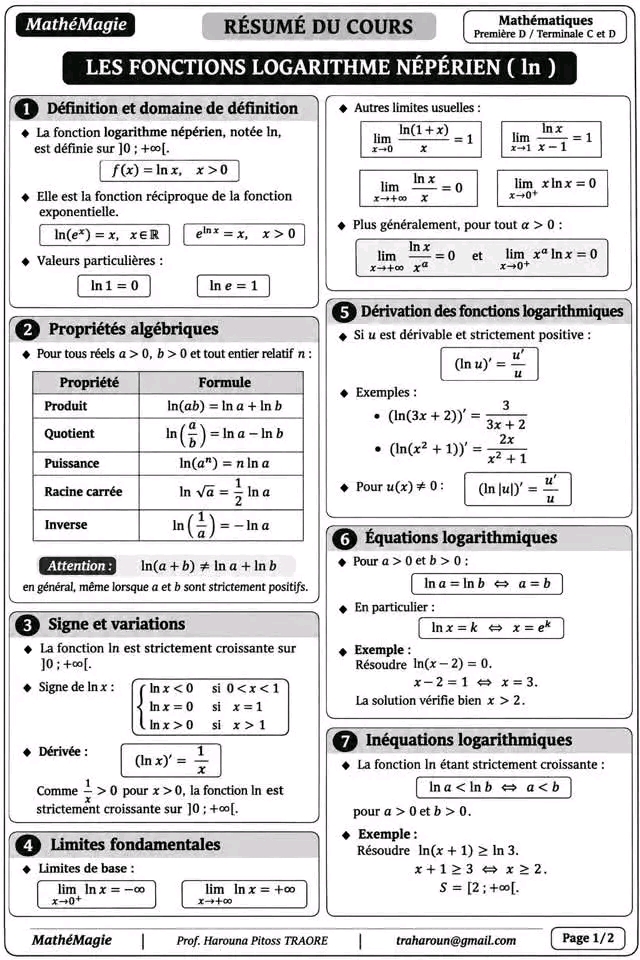 MathéMagie
RÉSUMÉ DU COURS
Mathématiques
Première D / Terminale C et D
LES FONCTIONS LOGARITHME NÉPÉRIEN ( ln )
1 Définition et domaine de définition
♦ La fonction logarithme népérien, notée ln,
est définie sur ]0 ; +∞[.
f(x) = ln x, x > 0
♦ Elle est la fonction réciproque de la fonction
exponentielle.
ln(eˣ) = x, x ∈ ℝ
e^{ln x} = x, x > 0
♦ Valeurs particulières :
ln 1 = 0
ln e = 1
2 Propriétés algébriques
♦ Pour tous réels a > 0, b > 0 et tout entier relatif n :
Propriété Formule
Produit ln(ab) = ln a + ln b
Quotient ln(a/b) = ln a − ln b
Puissance ln(aⁿ) = n ln a
Racine carrée ln √a = 1/2 ln a
Inverse ln(1/a) = − ln a
Attention : ln(a + b) ≠ ln a + ln b
en général, même lorsque a et b sont strictement positifs.
3 Signe et variations
♦ La fonction ln est strictement croissante sur
]0 ; +∞[.
♦ Signe de ln x :
ln x < 0 si 0 < x < 1
ln x = 0 si x = 1
ln x > 0 si x > 1
♦ Dérivée :
(ln x)′ = 1/x
Comme 1/x > 0 pour x > 0, la fonction ln est
strictement croissante sur ]0 ; +∞[.
4 Limites fondamentales
♦ Limites de base :
lim x→0⁺ ln x = −∞
lim x→+∞ ln x = +∞
♦ Autres limites usuelles :
lim x→0 ln(1 + x)/x = 1
lim x→1 ln x/(x − 1) = 1
lim x→+∞ ln x/x = 0
lim x→0⁺ x ln x = 0
♦ Plus généralement, pour tout α > 0 :
lim x→+∞ ln x/x^α = 0 et lim x→0⁺ x^α ln x = 0
5 Dérivation des fonctions logarithmiques
♦ Si u est dérivable et strictement positive :
(ln u)′ = u′/u
♦ Exemples :
• (ln(3x + 2))′ = 3/(3x + 2)
• (ln(x² + 1))′ = 2x/(x² + 1)
♦ Pour u(x) ≠ 0 : (ln |u|)′ = u′/u
6 Équations logarithmiques
♦ Pour a > 0 et b > 0 :
ln a = ln b ⇔ a = b
♦ En particulier :
ln x = k ⇔ x = eᵏ
♦ Exemple :
Résoudre ln(x − 2) = 0.
x − 2 = 1 ⇔ x = 3.
La solution vérifie bien x > 2.
7 Inéquations logarithmiques
♦ La fonction ln étant strictement croissante :
ln a < ln b ⇔ a < b
pour a > 0 et b > 0.
♦ Exemple :
Résoudre ln(x + 1) ≥ ln 3.
x + 1 ≥ 3 ⇔ x ≥ 2.
S = [2 ; +∞[.
MathéMagie | Prof. Harouna Pitoss TRAORE | traharoun@gmail.com Page 1/2